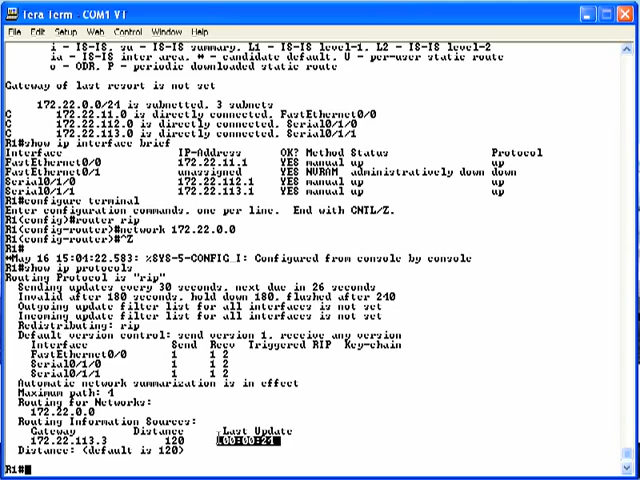 Tera Term - COM1 VT
File Edit Setup Web Control Window Help
i - IS-IS, su - IS-IS summary, L1 - IS-IS level-1, L2 - IS-IS level-2
ia - IS-IS inter area, * - candidate default, U - per-user static route
o - ODR, P - periodic downloaded static route
Gateway of last resort is not set
172.22.0.0/24 is subnetted, 3 subnets
C 172.22.11.0 is directly connected, FastEthernet0/0
C 172.22.112.0 is directly connected, Serial0/1/0
C 172.22.113.0 is directly connected, Serial0/1/1
R1#show ip interface brief
Interface IP-Address OK? Method Status Protocol
FastEthernet0/0 172.22.11.1 YES manual up up
FastEthernet0/1 unassigned YES NVRAM administratively down down
Serial0/1/0 172.22.112.1 YES manual up up
Serial0/1/1 172.22.113.1 YES manual up up
R1#configure terminal
Enter configuration commands, one per line. End with CNTL/Z.
R1(config)#router rip
R1(config-router)#network 172.22.0.0
R1(config-router)#^Z
R1#
*May 16 15:04:22.583: %SYS-5-CONFIG_I: Configured from console by console
R1#show ip protocols
Routing Protocol is "rip"
Sending updates every 30 seconds, next due in 26 seconds
Invalid after 180 seconds, hold down 180, flushed after 240
Outgoing update filter list for all interfaces is not set
Incoming update filter list for all interfaces is not set
Redistributing: rip
Default version control: send version 1, receive any version
Interface Send Recv Triggered RIP Key-chain
FastEthernet0/0 1 1 2
Serial0/1/0 1 1 2
Serial0/1/1 1 1 2
Automatic network summarization is in effect
Maximum path: 4
Routing for Networks:
172.22.0.0
Routing Information Sources:
Gateway Distance Last Update
172.22.113.3 120 00:00:24
Distance: (default is 120)
R1#